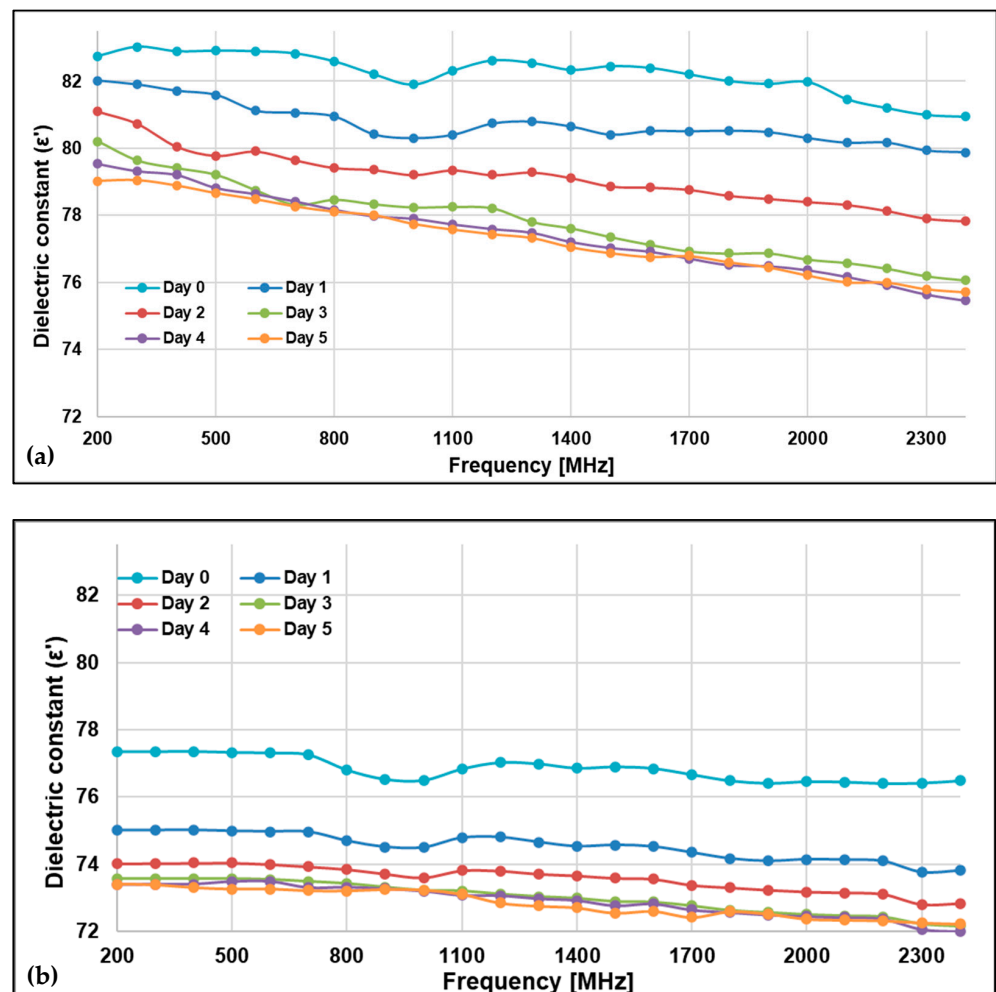 82
80
78
76
74
72
Dielectric constant (ε')
Day 0 Day 1
Day 2 Day 3
Day 4 Day 5
200 500 800 1100 1400 1700 2000 2300
Frequency [MHz]
(a)
82
80
78
76
74
72
Dielectric constant (ε')
Day 0 Day 1
Day 2 Day 3
Day 4 Day 5
200 500 800 1100 1400 1700 2000 2300
Frequency [MHz]
(b)